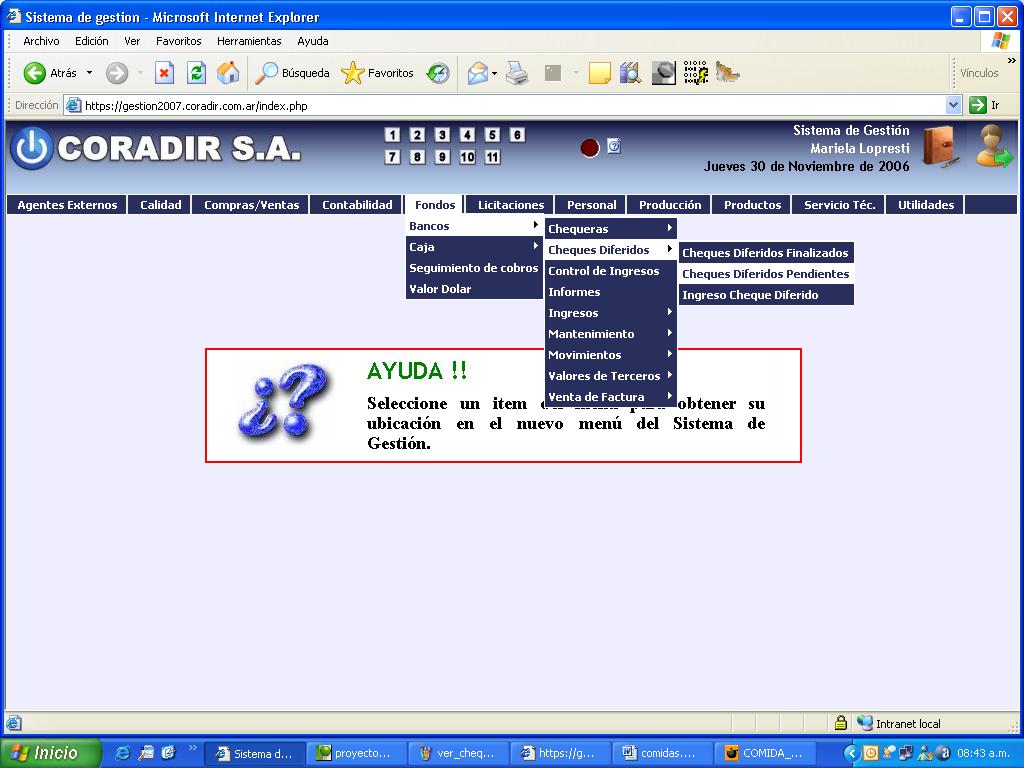 Sistema de gestion - Microsoft Internet Explorer
Archivo Edición Ver Favoritos Herramientas Ayuda
Atrás Búsqueda Favoritos Vínculos »
Dirección https://gestion2007.coradir.com.ar/index.php Ir
CORADIR S.A.
1 2 3 4 5 6
7 8 9 10 11
Sistema de Gestión
Mariela Lopresti
Jueves 30 de Noviembre de 2006
Agentes Externos Calidad Compras/Ventas Contabilidad Fondos Licitaciones Personal Producción Productos Servicio Téc. Utilidades
Bancos
Caja
Seguimiento de cobros
Valor Dolar
Chequeras
Cheques Diferidos
Control de Ingresos
Informes
Ingresos
Mantenimiento
Movimientos
Valores de Terceros
Venta de Factura
Cheques Diferidos Finalizados
Cheques Diferidos Pendientes
Ingreso Cheque Diferido
¿?
AYUDA !!
Seleccione un item obtener su
ubicación en el nuevo menú del Sistema de
Gestión.
Intranet local
Inicio » Sistema d... proyecto... ver_cheq... https://g... comidas.... COMIDA_... 08:43 a.m.